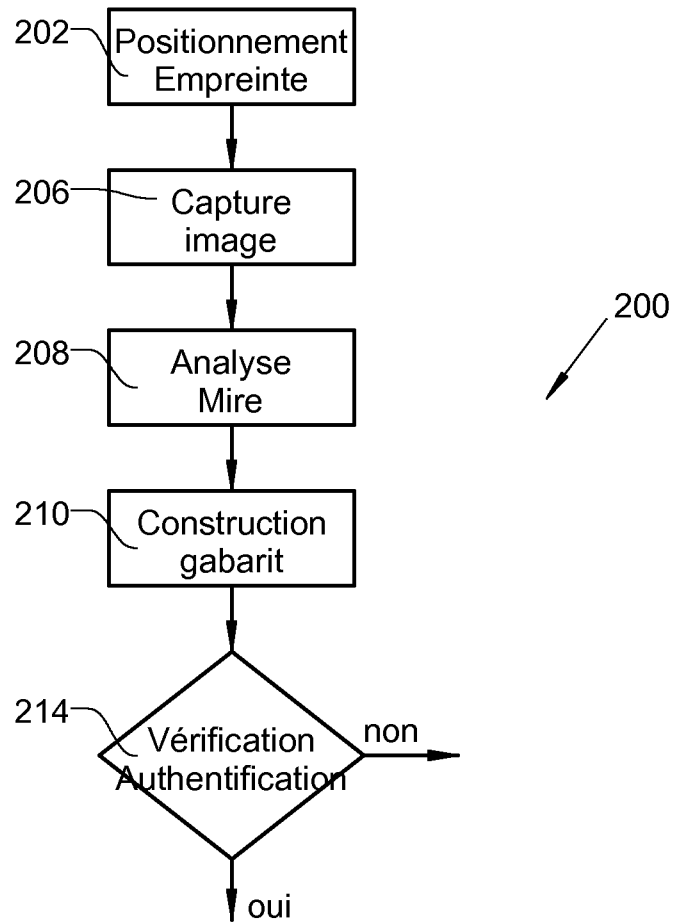 202
Positionnement
Empreinte
206
Capture
image
200
208
Analyse
Mire
210
Construction
gabarit
214
Vérification
Authentification
non
oui